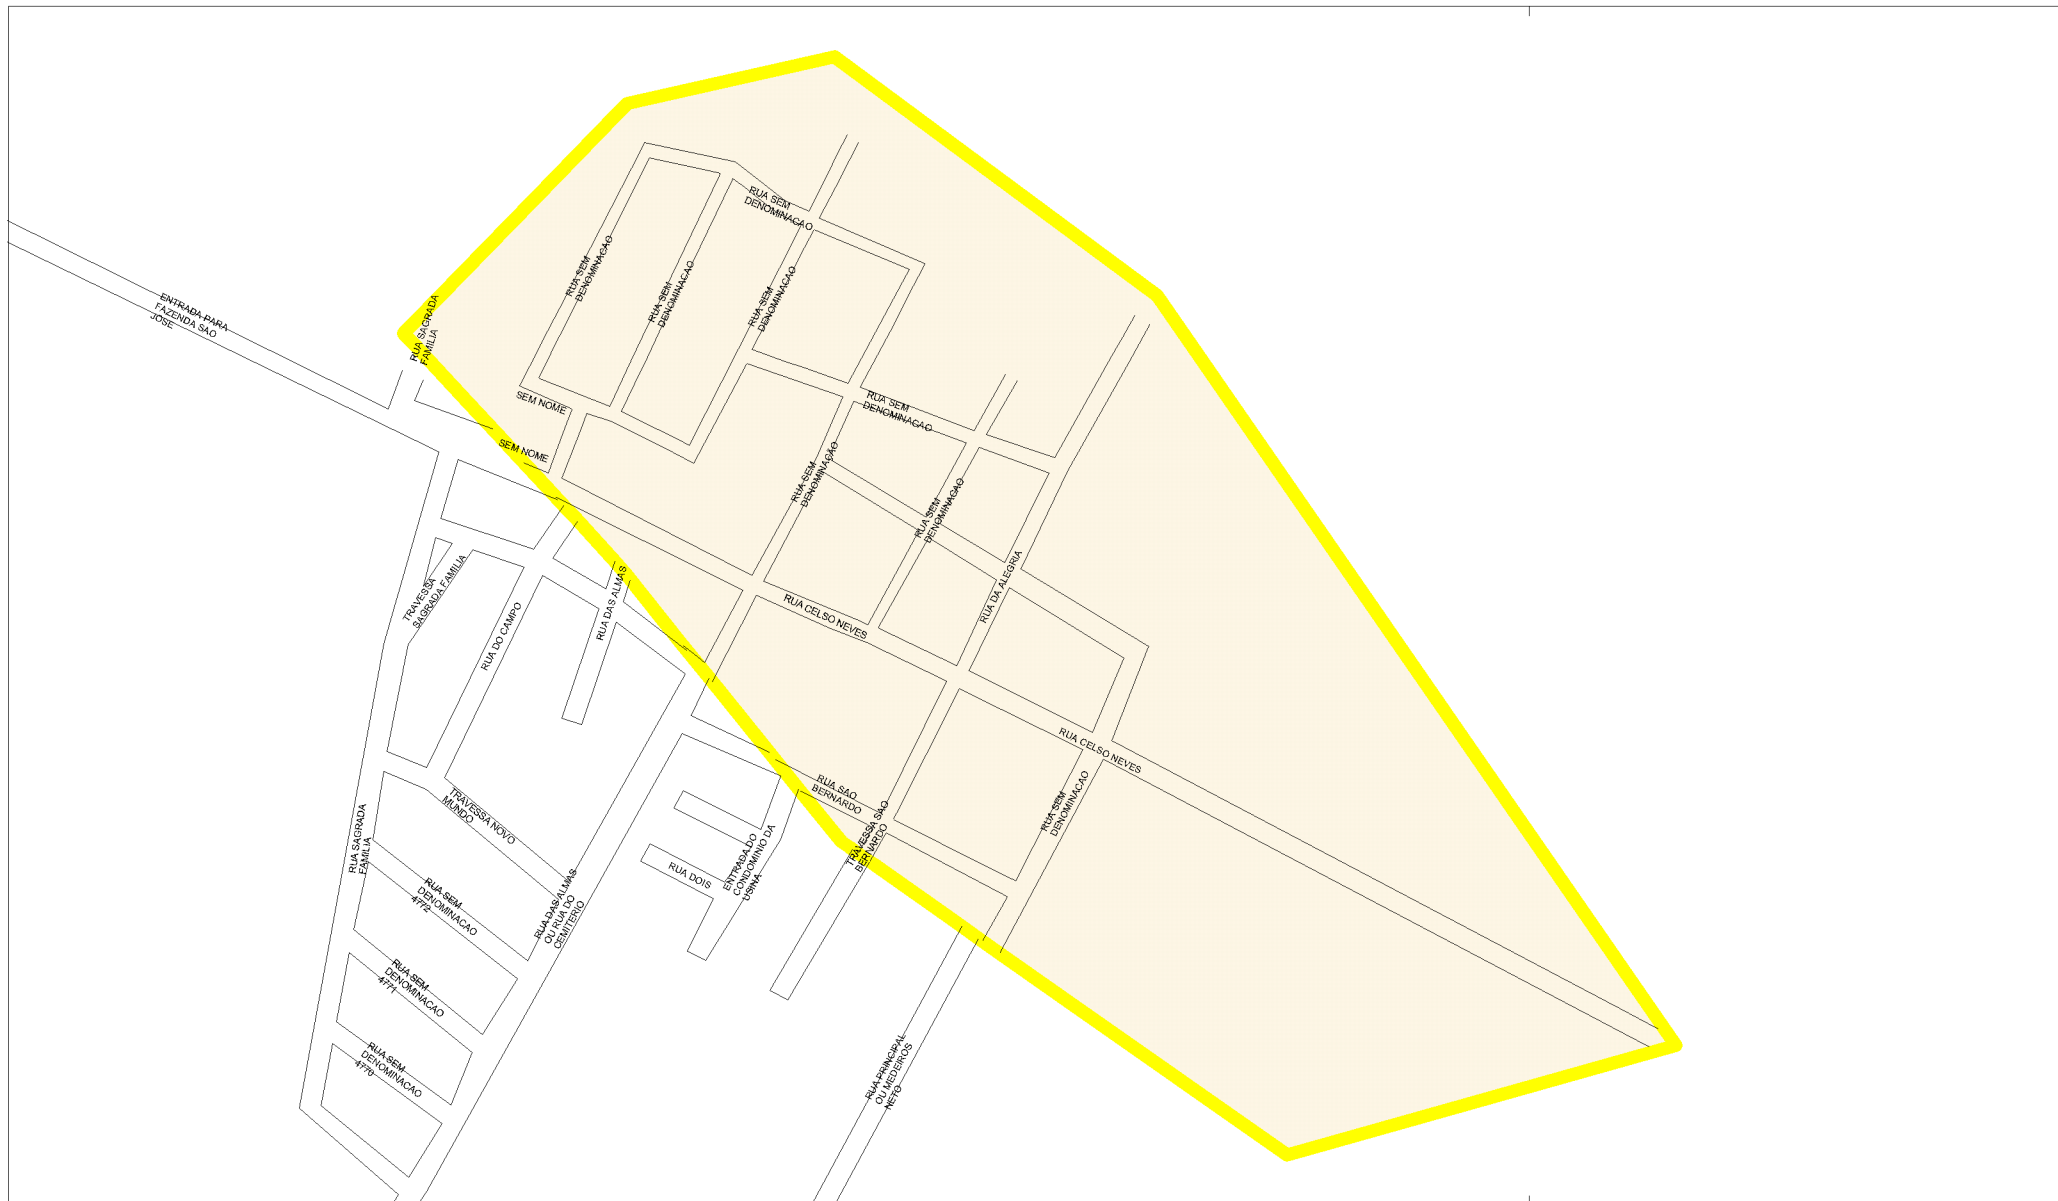 RUA SEM
DENOMINACAO
RUA SEM
DENOMINACAO
RUA SEM
DENOMINACAO
RUA SEM
DENOMINACAO
ENTRADA PARA
FAZENDA SAO
JOSE
RUA SAGRADA
FAMILIA
SEM NOME
RUA SEM
DENOMINACAO
SEM NOME
RUA SEM
DENOMINAÇÃO
RUA SEM
DENOMINACAO
TRAVESSA
SAGRADA FAMILIA
RUA DO CAMPO
RUA DAS ALMAS
RUA CELSO NEVES
RUA DA ALEGRIA
RUA CELSO NEVES
RUA SAO
BERNARDO
TRAVESSA SAO
BERNARDO
RUA SEM
DENOMINACAO
TRAVESSA NOVO
MUNDO
RUA SAGRADA
FAMILIA
RUA SEM
DENOMINACAO
4772
RUA DAS ALMAS
OU RUA DO
CEMITERIO
RUA DOIS
ENTRADA DO
CONDOMINIO DA
USINA
RUA SEM
DENOMINACAO
4771
RUA SEM
DENOMINACAO
4770
RUA PRINCIPAL
OU MEDEIROS
NETO